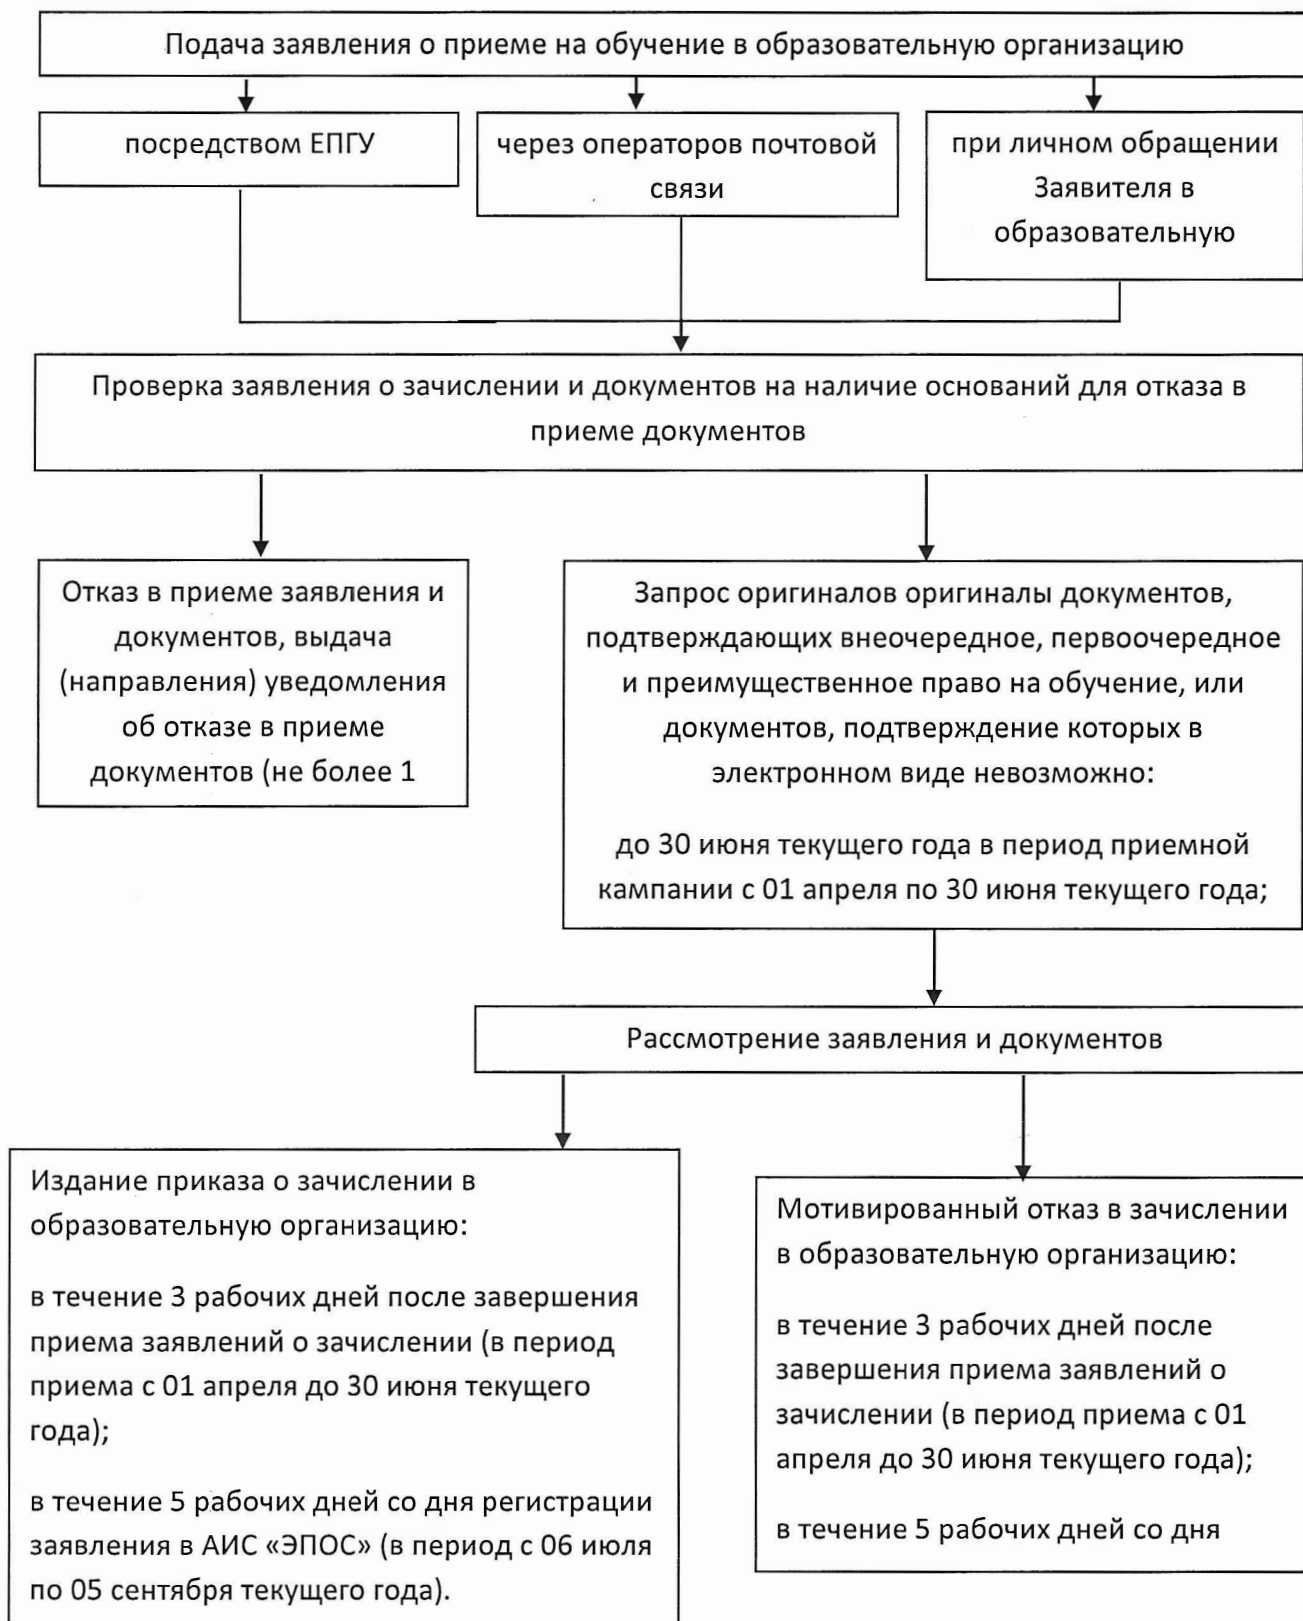 Подача заявления о приеме на обучение в образовательную организацию
посредством ЕПГУ
через операторов почтовой
связи
при личном обращении
Заявителя в
образовательную
Проверка заявления о зачислении и документов на наличие оснований для отказа в
приеме документов
Отказ в приеме заявления и
документов, выдача
(направления) уведомления
об отказе в приеме
документов (не более 1
Запрос оригиналов оригиналы документов,
подтверждающих внеочередное, первоочередное
и преимущественное право на обучение, или
документов, подтверждение которых в
электронном виде невозможно:
до 30 июня текущего года в период приемной
кампании с 01 апреля по 30 июня текущего года;
Рассмотрение заявления и документов
Издание приказа о зачислении в
образовательную организацию:
в течение 3 рабочих дней после завершения
приема заявлений о зачислении (в период
приема с 01 апреля до 30 июня текущего
года);
в течение 5 рабочих дней со дня регистрации
заявления в АИС «ЭПОС» (в период с 06 июля
по 05 сентября текущего года).
Мотивированный отказ в зачислении
в образовательную организацию:
в течение 3 рабочих дней после
завершения приема заявлений о
зачислении (в период приема с 01
апреля до 30 июня текущего года);
в течение 5 рабочих дней со дня